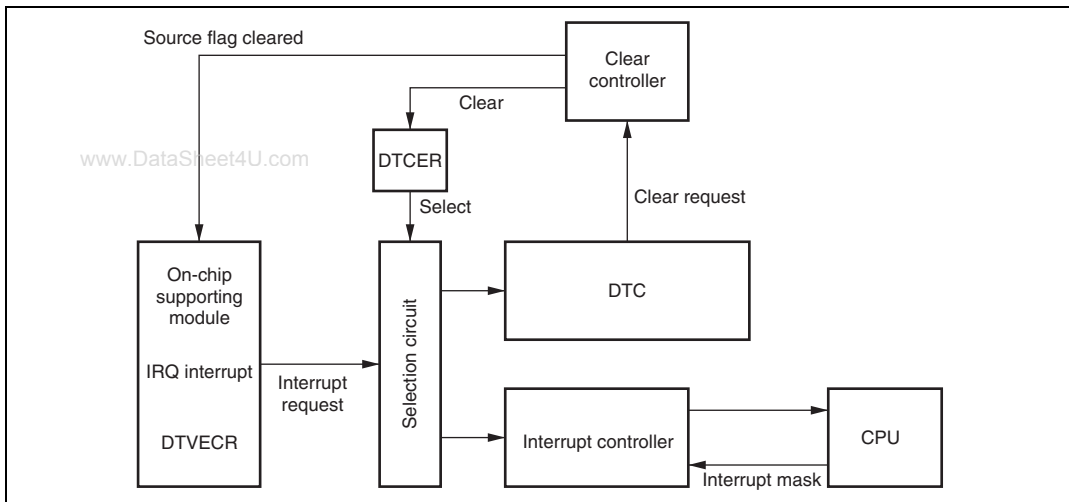 Source flag cleared
Clear
controller
Clear
www.DataSheet4U.com
DTCER
Select
Clear request
On-chip
supporting
module
IRQ interrupt
DTVECR
Interrupt
request
Selection circuit
DTC
Interrupt controller
CPU
Interrupt mask